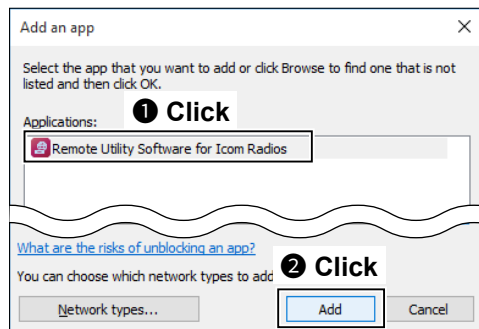 Add an app
Select the app that you want to add or click Browse to find one that is not
listed and then click OK.
❶ Click
Applications:
Remote Utility Software for Icom Radios
What are the risks of unblocking an app?
You can choose which network types to add
❷ Click
Network types...
Add
Cancel